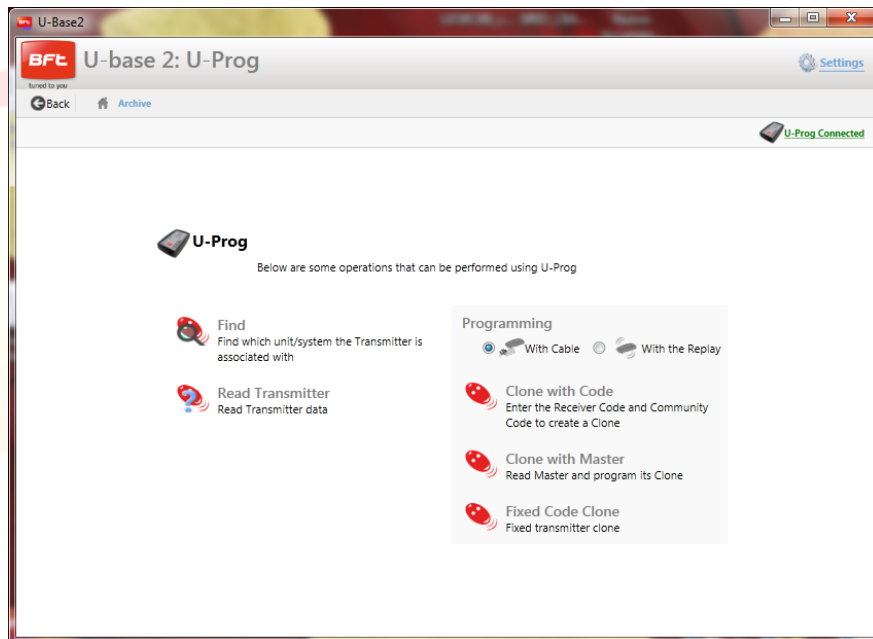 U-Base2
BFt
tuned to you
U-base 2: U-Prog
Settings
Back
Archive
U-Prog Connected
U-Prog
Below are some operations that can be performed using U-Prog
Find
Find which unit/system the Transmitter is
associated with
Read Transmitter
Read Transmitter data
Programming
With Cable
With the Replay
Clone with Code
Enter the Receiver Code and Community
Code to create a Clone
Clone with Master
Read Master and program its Clone
Fixed Code Clone
Fixed transmitter clone